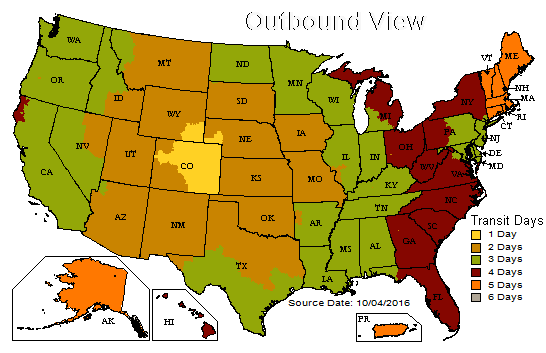 Outbound View
WA
MT
ND
MN
VT
ME
OR
ID
SD
WI
MI
NY
NH
MA
RI
CT
WY
NE
IA
PA
NJ
NV
UT
CO
IL
IN
OH
DE
MD
WV
VA
CA
KS
MO
KY
NC
TN
AZ
NM
OK
AR
SC
MS
AL
GA
TX
LA
FL
AK
HI
PR
Transit Days
1 Day
2 Days
3 Days
4 Days
5 Days
6 Days
Source Date: 10/04/2016